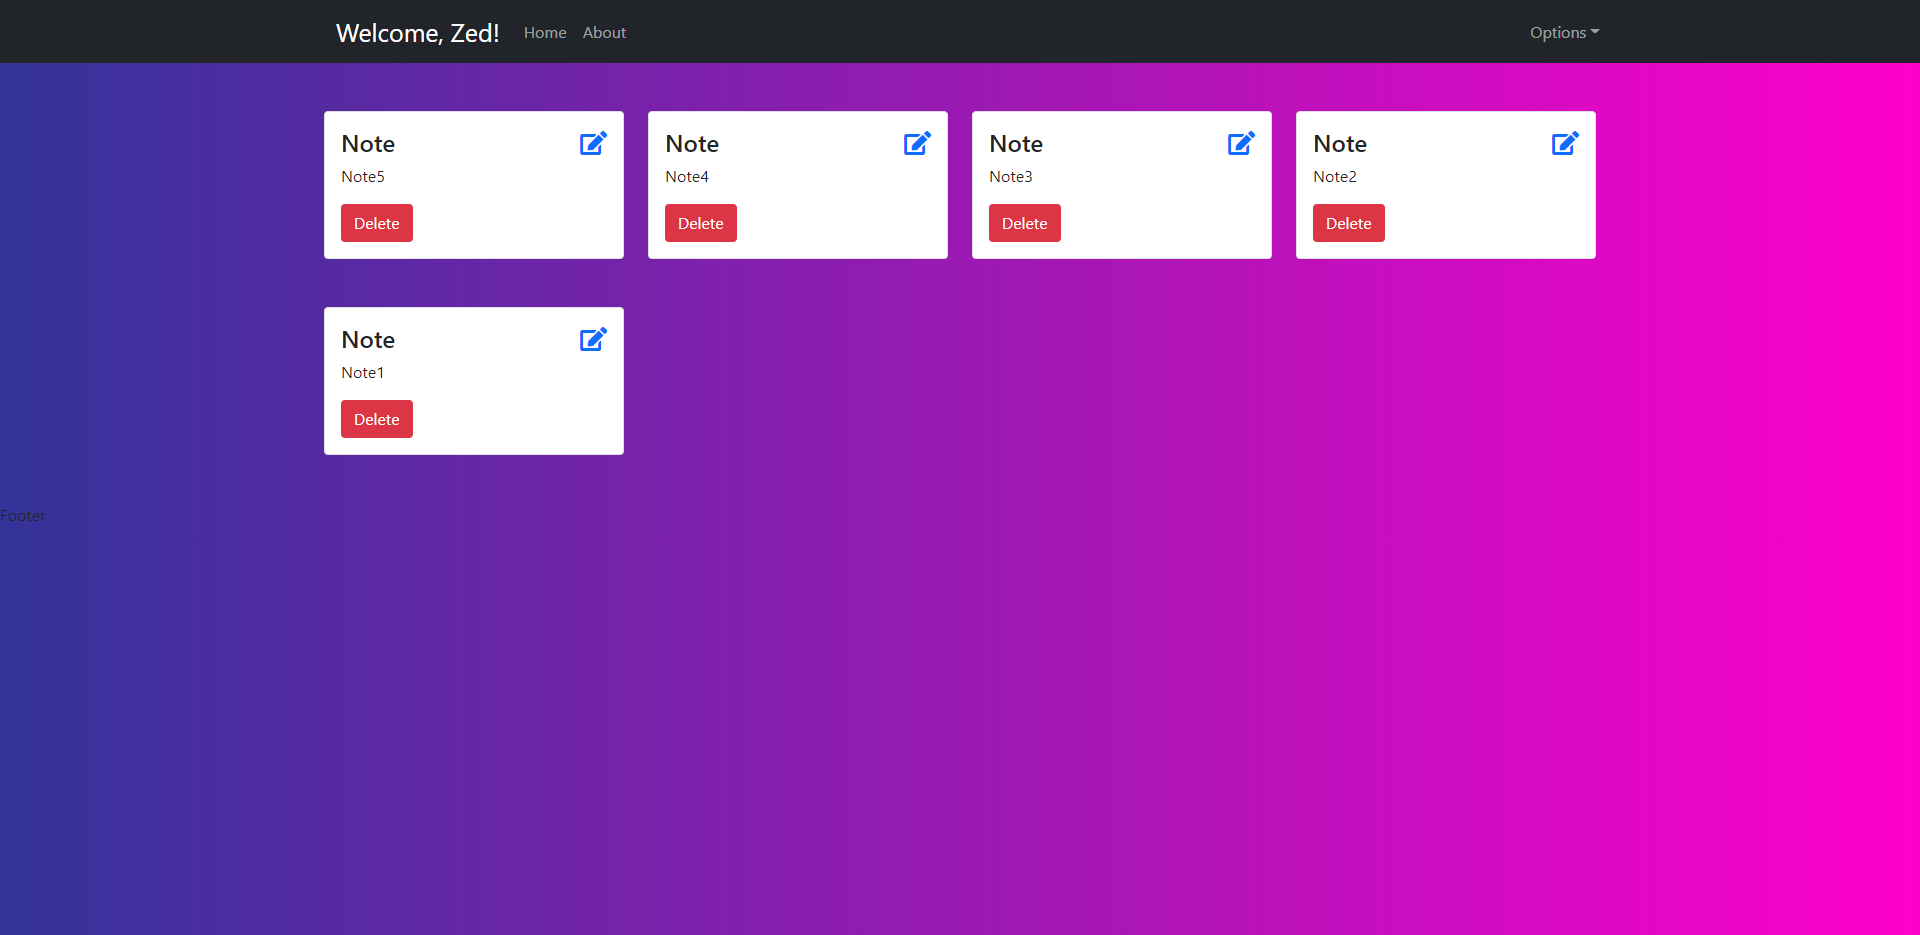 Welcome, Zed! Home About Options
Note Note Note Note
Note5 Note4 Note3 Note2
Delete Delete Delete Delete
Note
Note1
Delete
Footer